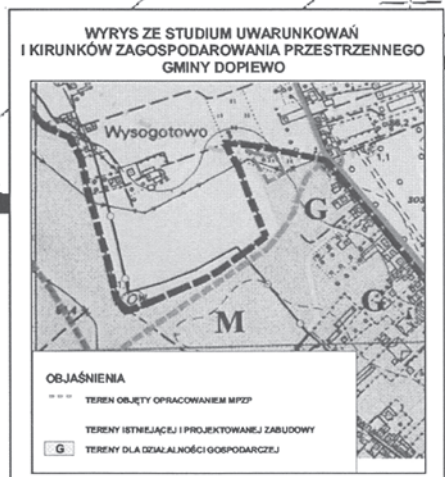 WYRYS ZE STUDIUM UWARUNKOWAŃ
I KIRUNKÓW ZAGOSPODAROWANIA PRZESTRZENNEGO
GMINY DOPIEWO
Wysogotowo
G
G
M
OBJAŚNIENIA
TEREN OBJĘTY OPRACOWANIEM MPZP
TERENY ISTNIEJĄCEJ I PROJEKTOWANEJ ZABUDOWY
G TERENY DLA DZIAŁALNOŚCI GOSPODARCZEJ